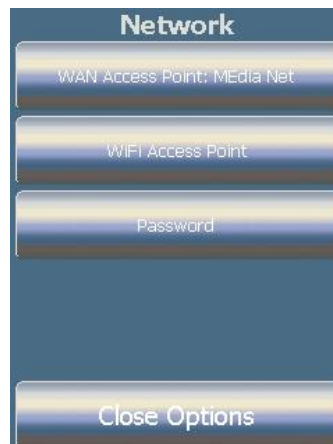 Network
WAN Access Point: MEdia Net
WiFi Access Point
Password
Close Options